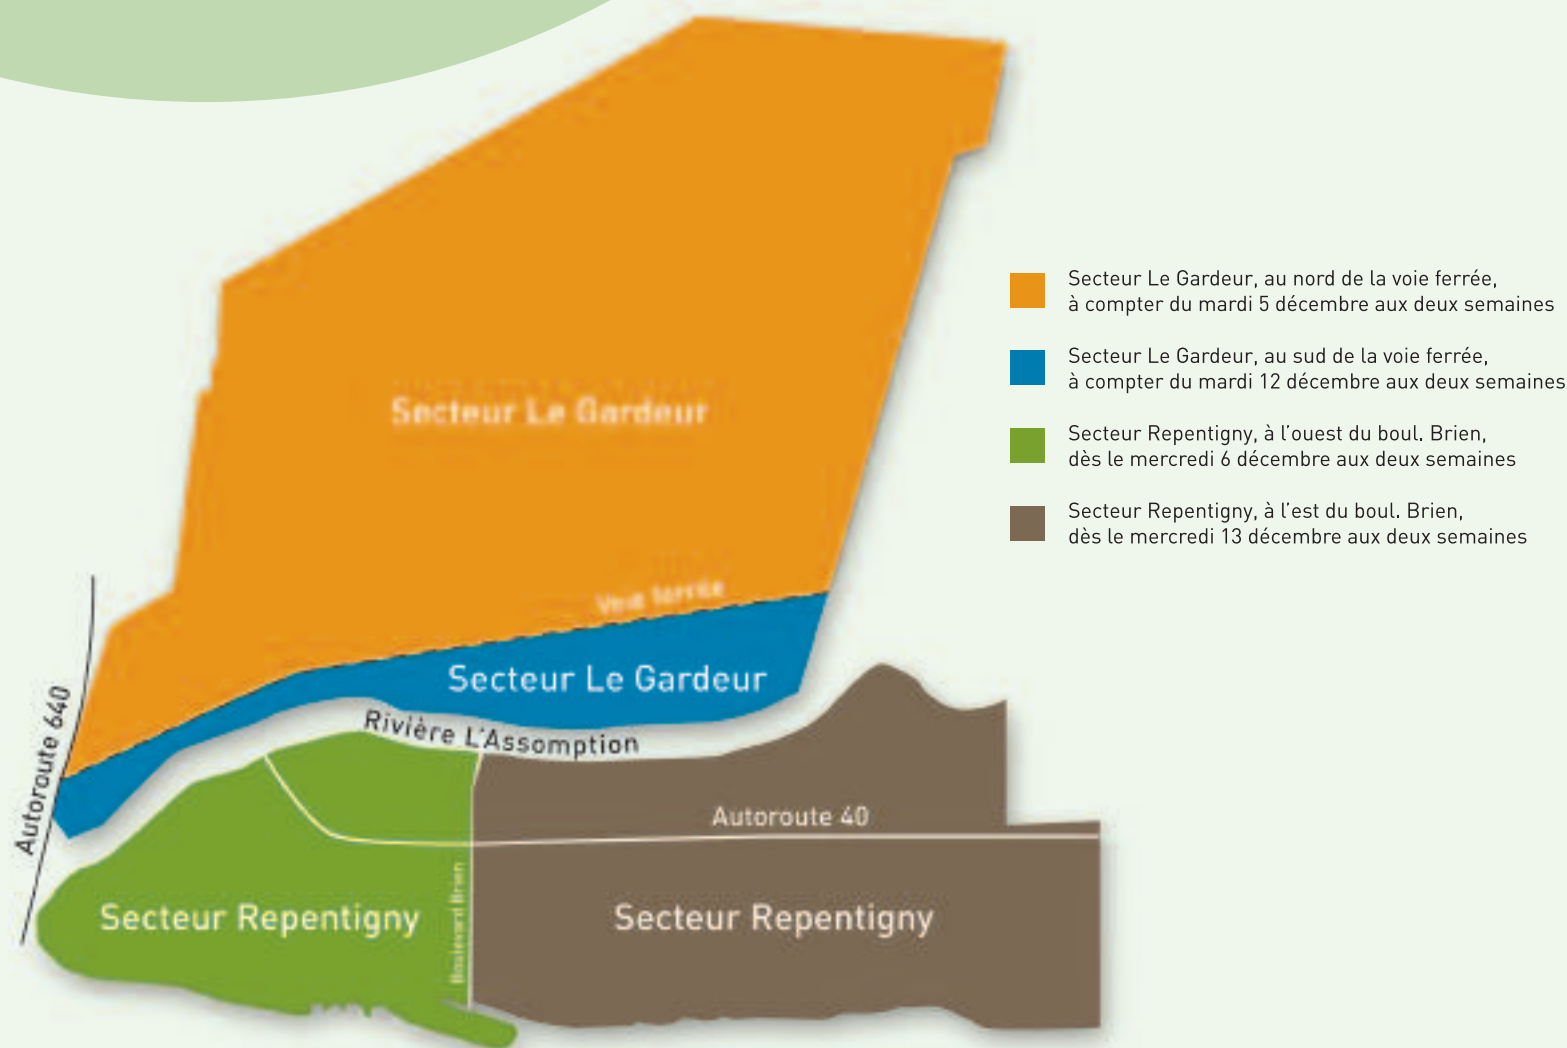 Secteur Le Gardeur, au nord de la voie ferrée,
à compter du mardi 5 décembre aux deux semaines
Secteur Le Gardeur, au sud de la voie ferrée,
à compter du mardi 12 décembre aux deux semaines
Secteur Repentigny, à l'ouest du boul. Brien,
dès le mercredi 6 décembre aux deux semaines
Secteur Repentigny, à l'est du boul. Brien,
dès le mercredi 13 décembre aux deux semaines
Secteur Le Gardeur
Voie ferrée
Secteur Le Gardeur
Rivière L'Assomption
Autoroute 640
Autoroute 40
Boulevard Brien
Secteur Repentigny
Secteur Repentigny